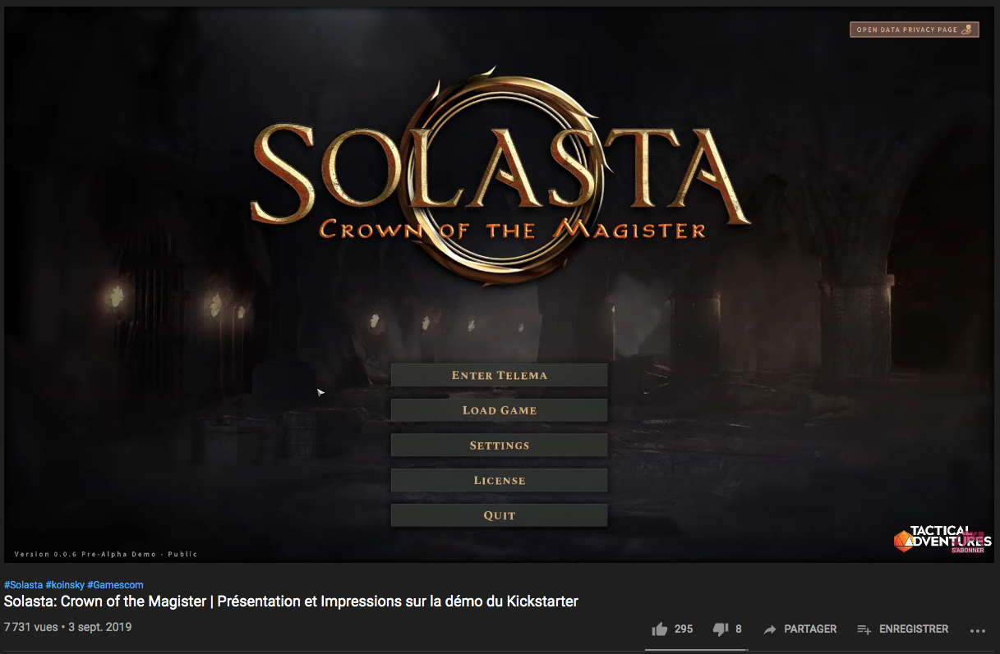 OPEN DATA PRIVACY PAGE
SOLASTA
CROWN OF THE MAGISTER
ENTER TELEMA
LOAD GAME
SETTINGS
LICENSE
QUIT
TACTICAL
ADVENTURES
S'ABONNER
Version 0.0.6 Pre-Alpha Demo - Public
#Solasta #koinsky #Gamescom
Solasta: Crown of the Magister | Présentation et Impressions sur la démo du Kickstarter
7 731 vues • 3 sept. 2019
295 8 PARTAGER ENREGISTRER